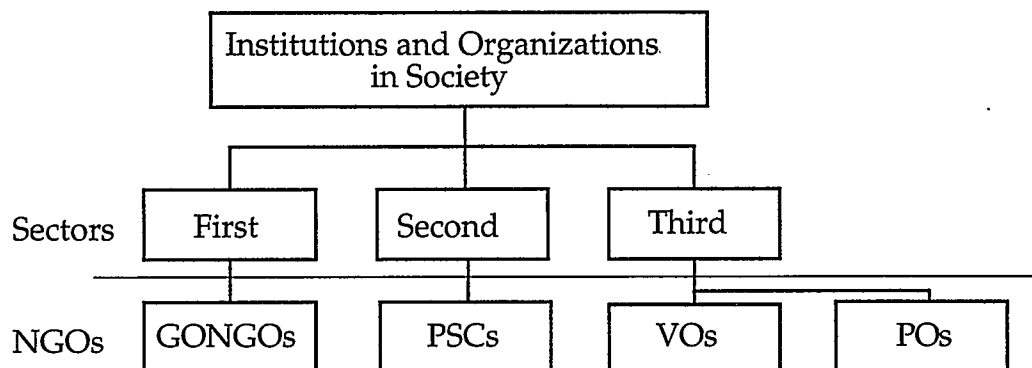 Institutions and Organizations
in Society
Sectors First Second Third
NGOs GONGOs PSCs VOs POs